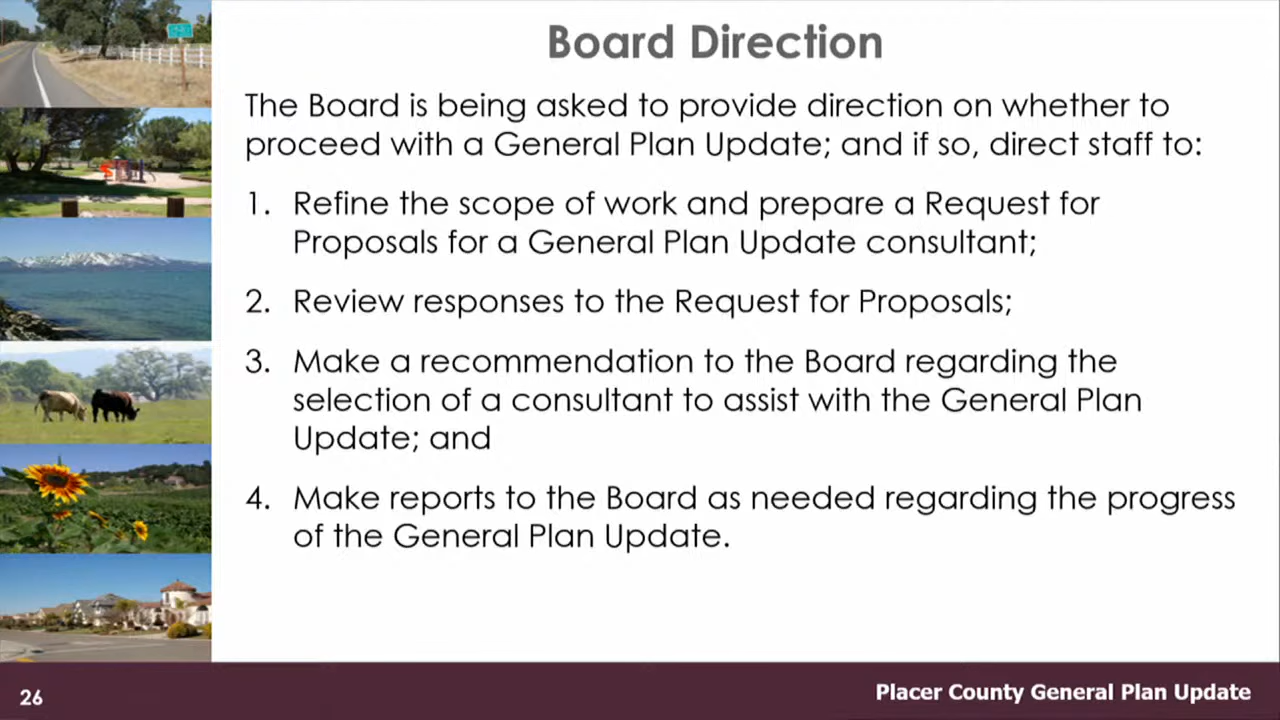 Board Direction
The Board is being asked to provide direction on whether to
proceed with a General Plan Update; and if so, direct staff to:
1. Refine the scope of work and prepare a Request for
Proposals for a General Plan Update consultant;
2. Review responses to the Request for Proposals;
3. Make a recommendation to the Board regarding the
selection of a consultant to assist with the General Plan
Update; and
4. Make reports to the Board as needed regarding the progress
of the General Plan Update.
26
Placer County General Plan Update